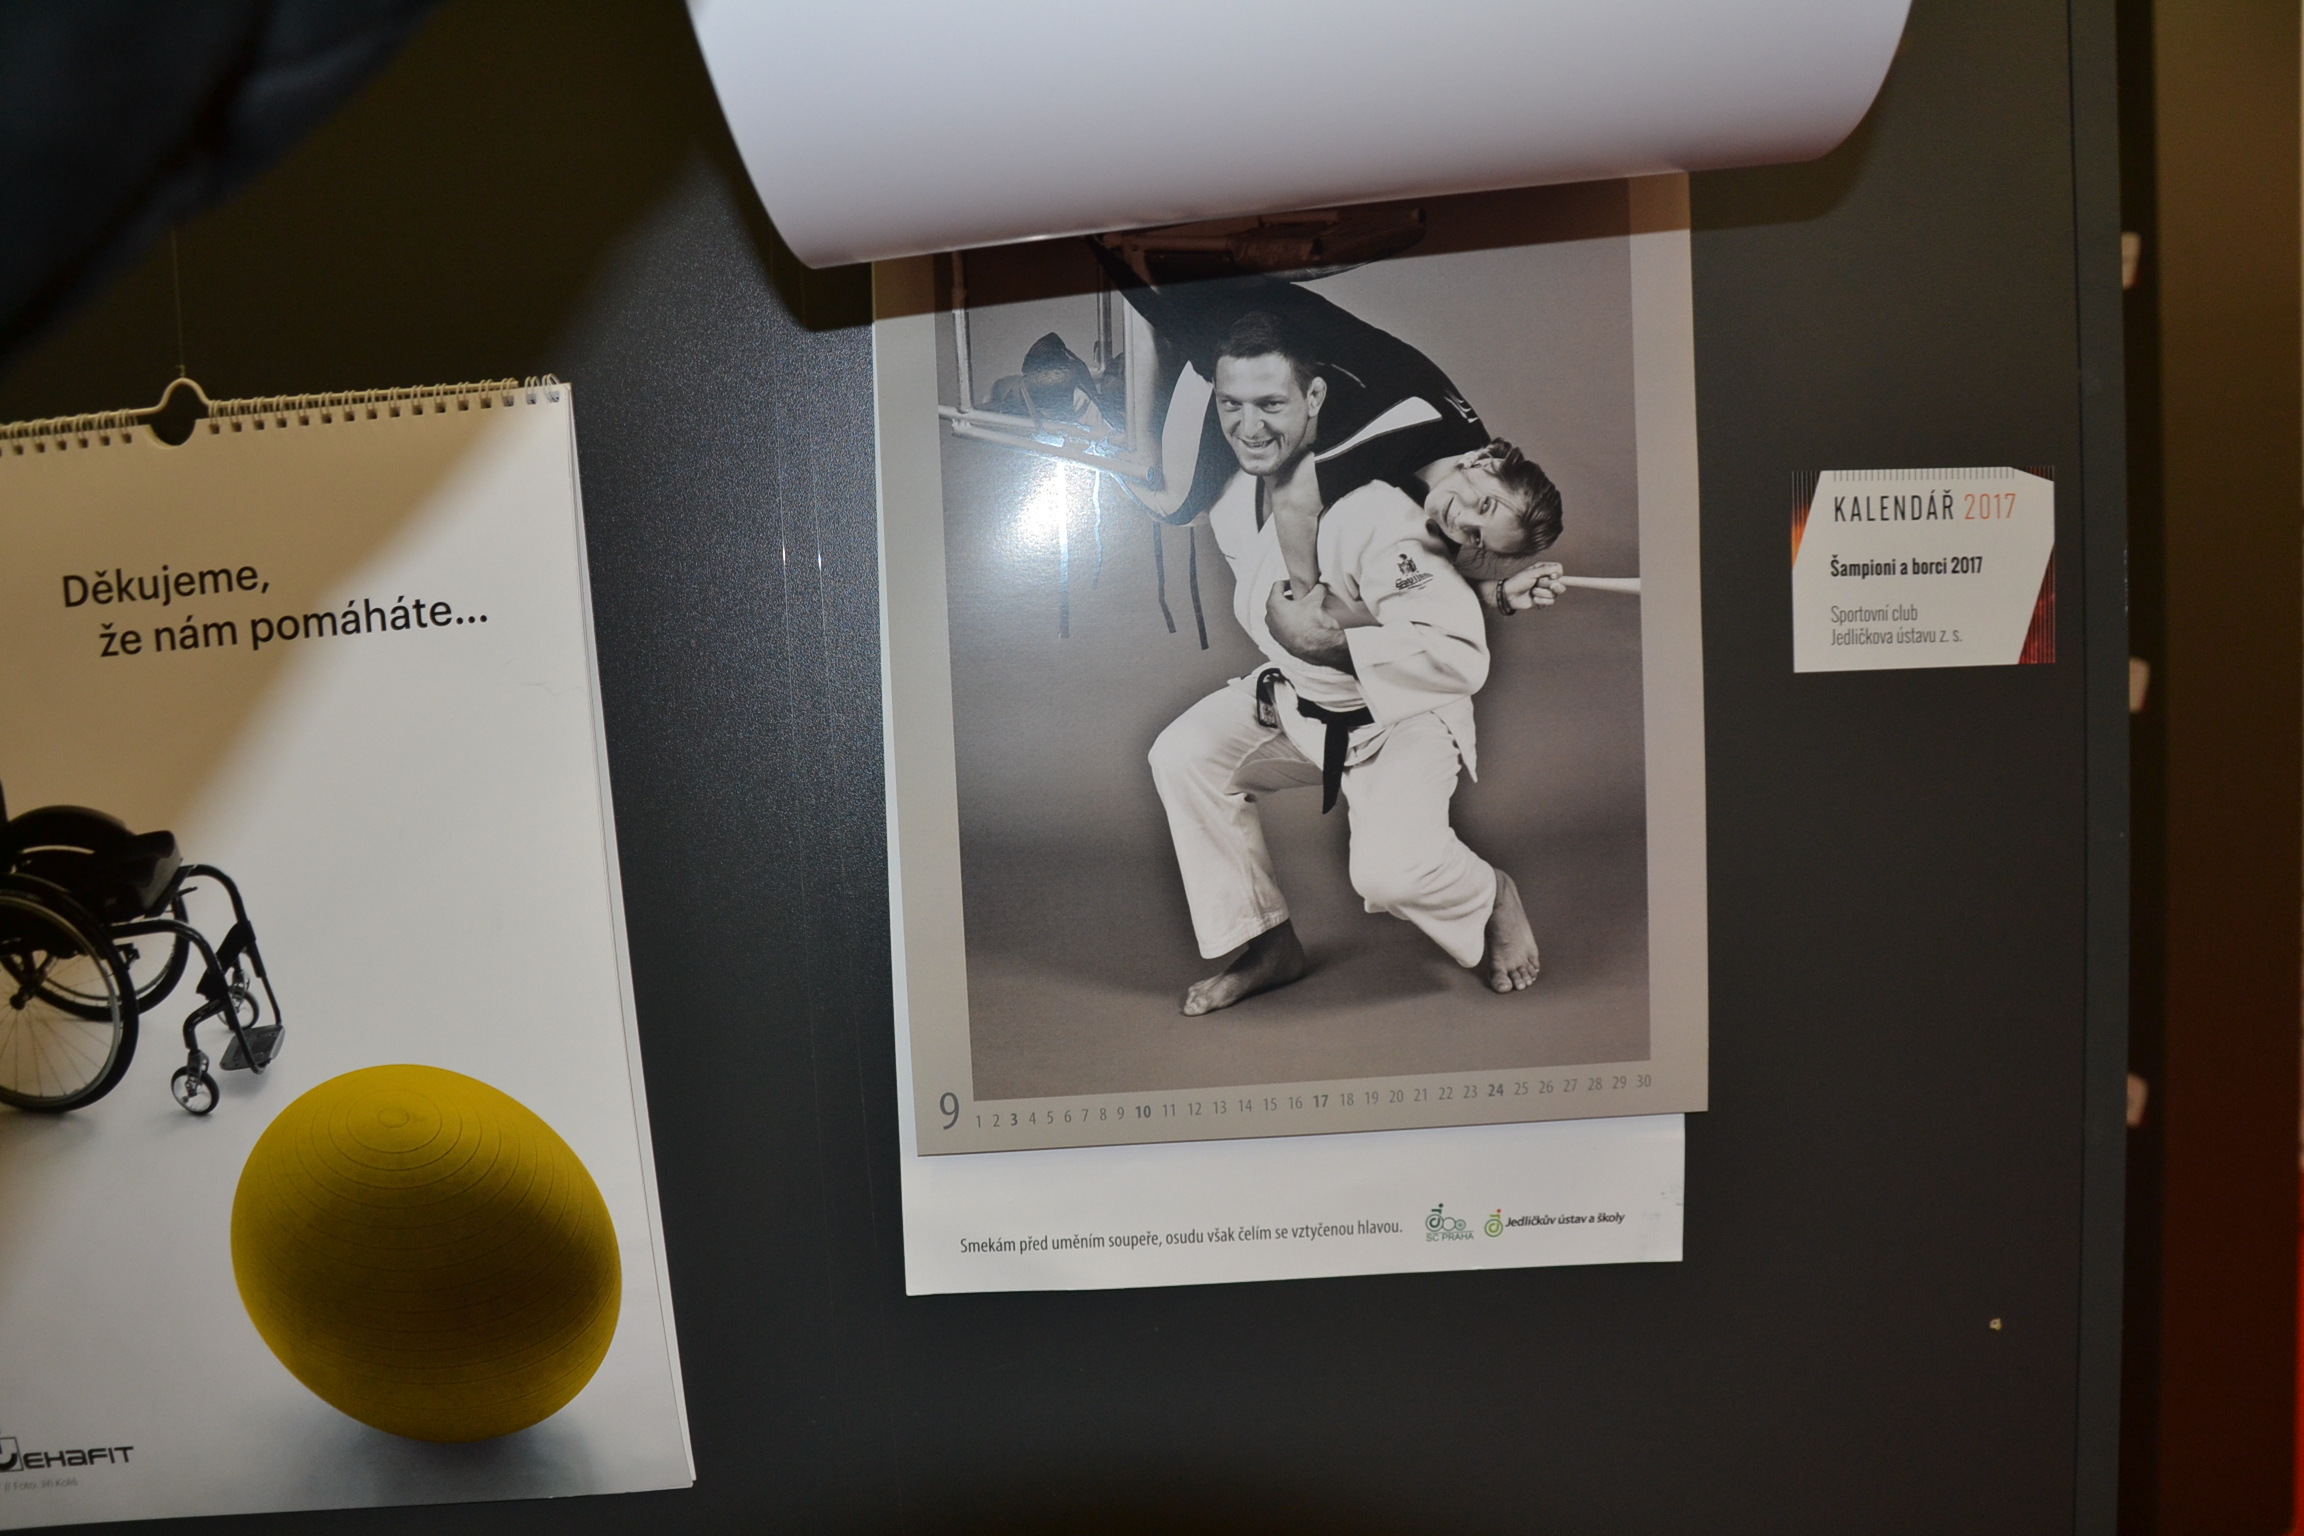 Děkujeme,
že nám pomáháte...
EHAFIT
// Foto: Jiří Koliš
9 1 2 3 4 5 6 7 8 9 10 11 12 13 14 15 16 17 18 19 20 21 22 23 24 25 26 27 28 29 30
Smekám před uměním soupeře, osudu však čelím se vztyčenou hlavou.
SC PRAHA
Jedličkův ústav a školy
KALENDÁŘ 2017
Šampioni a borci 2017
Sportovní club
Jedličkova ústavu z. s.